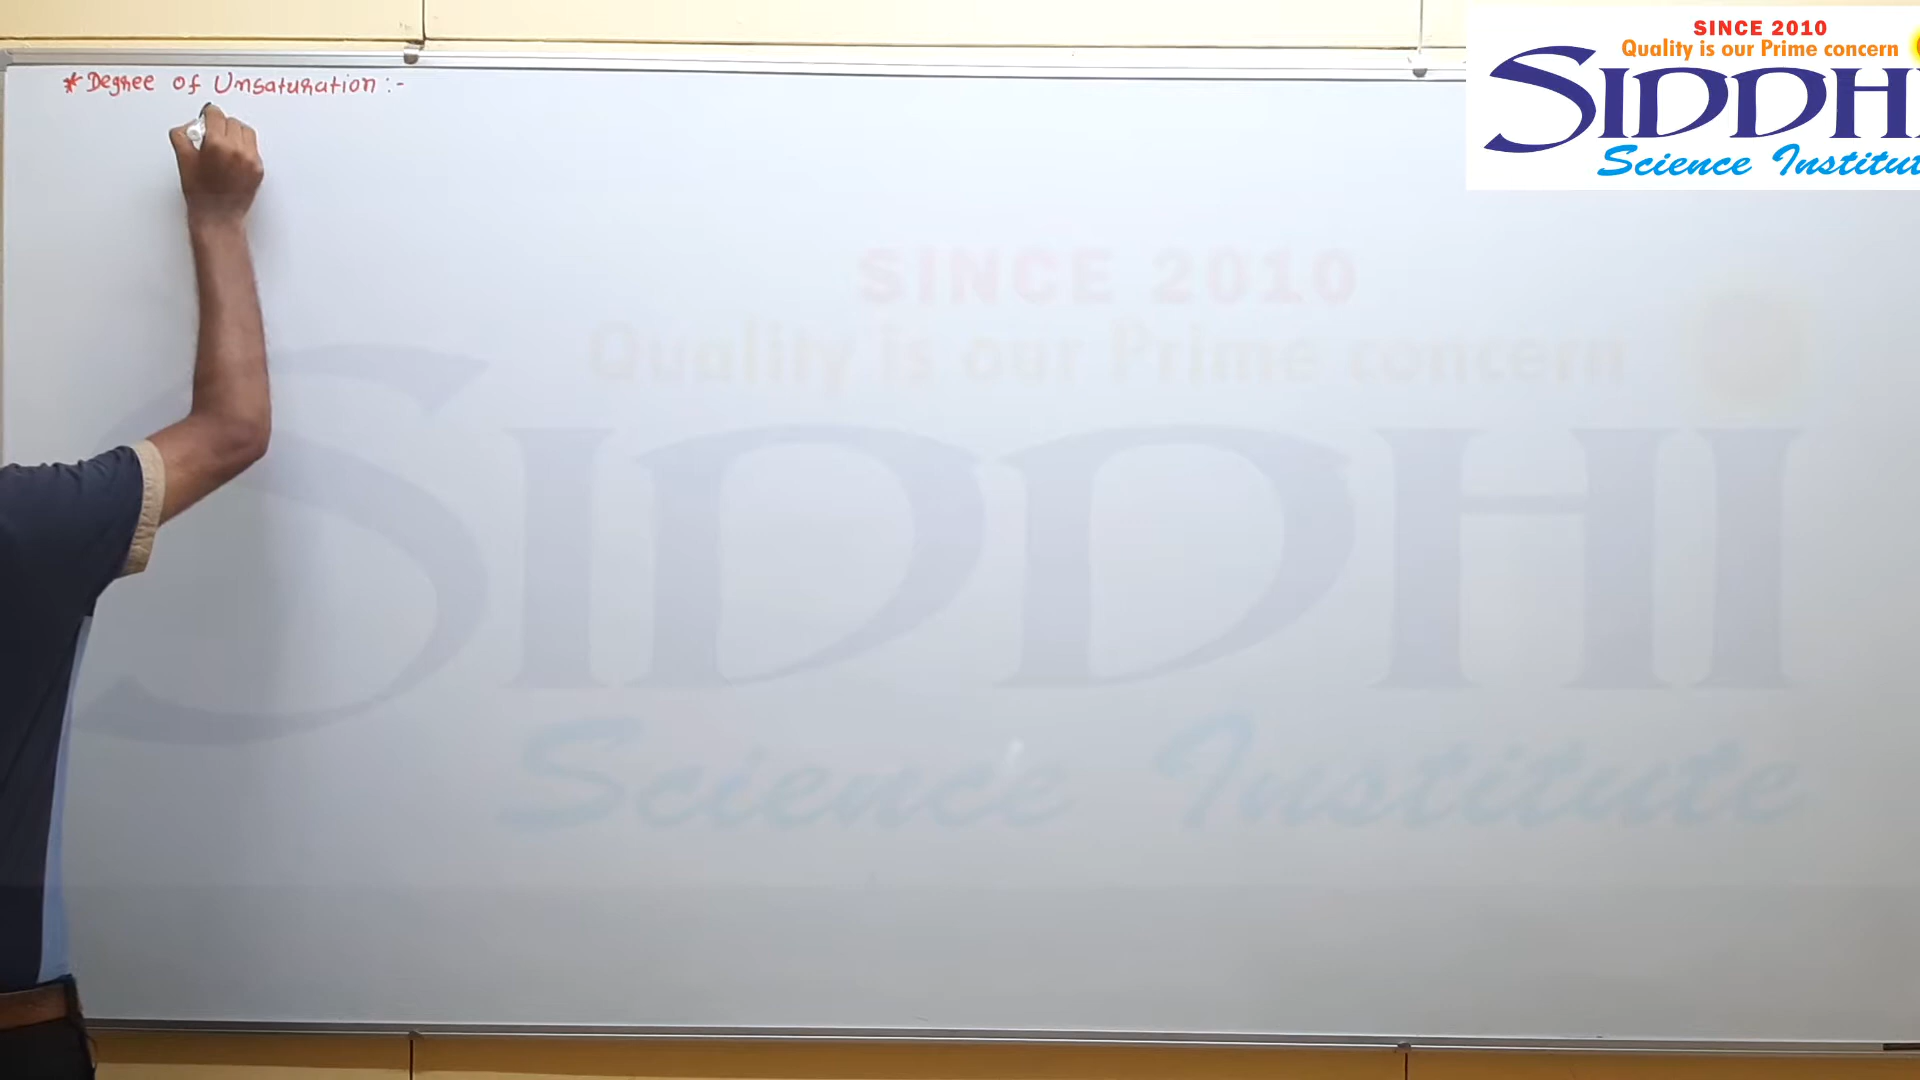 * Degree of Unsaturation :-
SINCE 2010
Quality is our Prime concern
SIDDHI
Science Institut
SINCE 2010
Quality is our Prime concern
SIDDHI
Science Institute